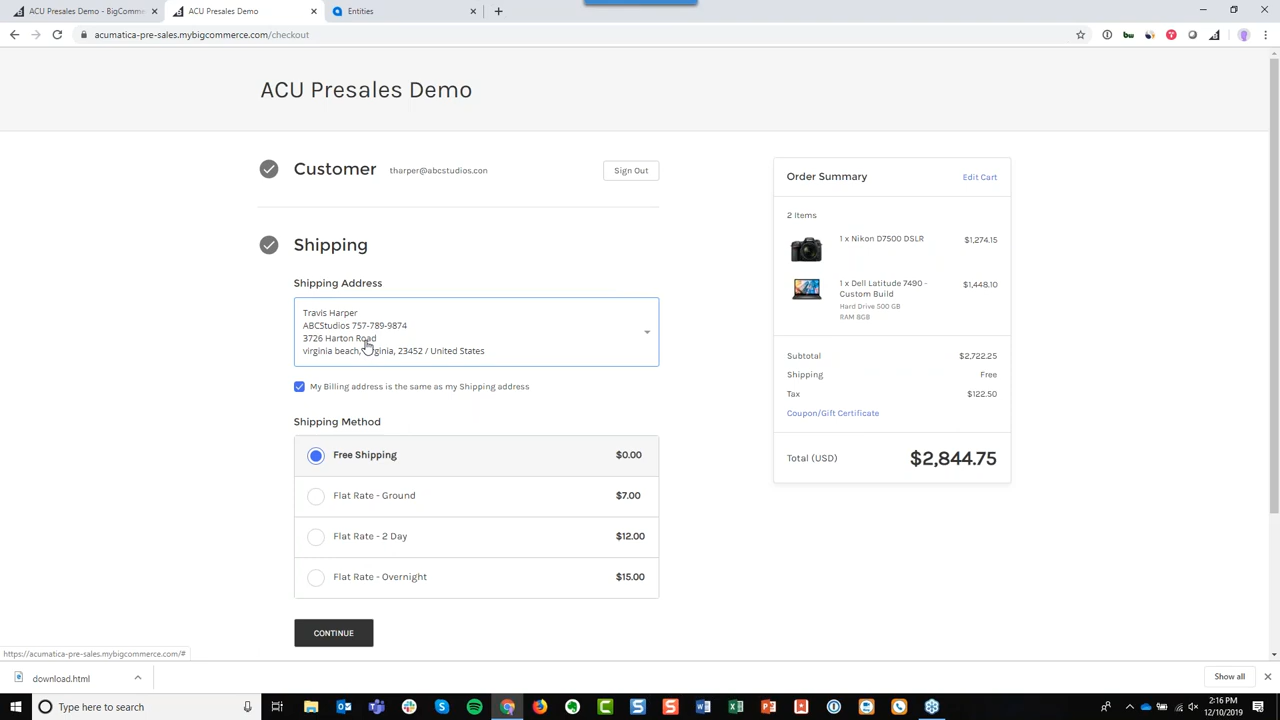 ACU Presales Demo - BigComme
ACU Presales Demo
Entities
acumatica-pre-sales.mybigcommerce.com/checkout
ACU Presales Demo
Customer
tharper@abcstudios.con
Sign Out
Shipping
Shipping Address
Travis Harper
ABCStudios 757-789-9874
3726 Harton Road
virginia beach, Virginia, 23452 / United States
My Billing address is the same as my Shipping address
Shipping Method
Free Shipping $0.00
Flat Rate - Ground $7.00
Flat Rate - 2 Day $12.00
Flat Rate - Overnight $15.00
CONTINUE
Order Summary
Edit Cart
2 Items
1 x Nikon D7500 DSLR $1,274.15
1 x Dell Latitude 7490 - $1,448.10
Custom Build
Hard Drive 500 GB
RAM 8GB
Subtotal $2,722.25
Shipping Free
Tax $122.50
Coupon/Gift Certificate
Total (USD) $2,844.75
https://acumatica-pre-sales.mybigcommerce.com/#
download.html
Show all
Type here to search
2:16 PM
12/10/2019